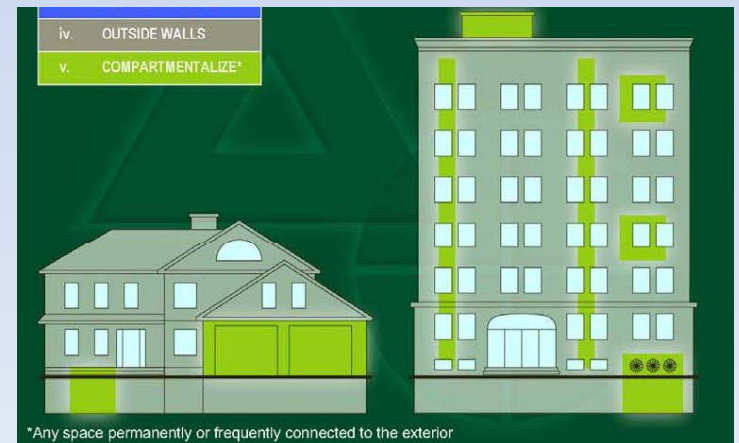 iv. OUTSIDE WALLS
v. COMPARTMENTALIZE*
*Any space permanently or frequently connected to the exterior